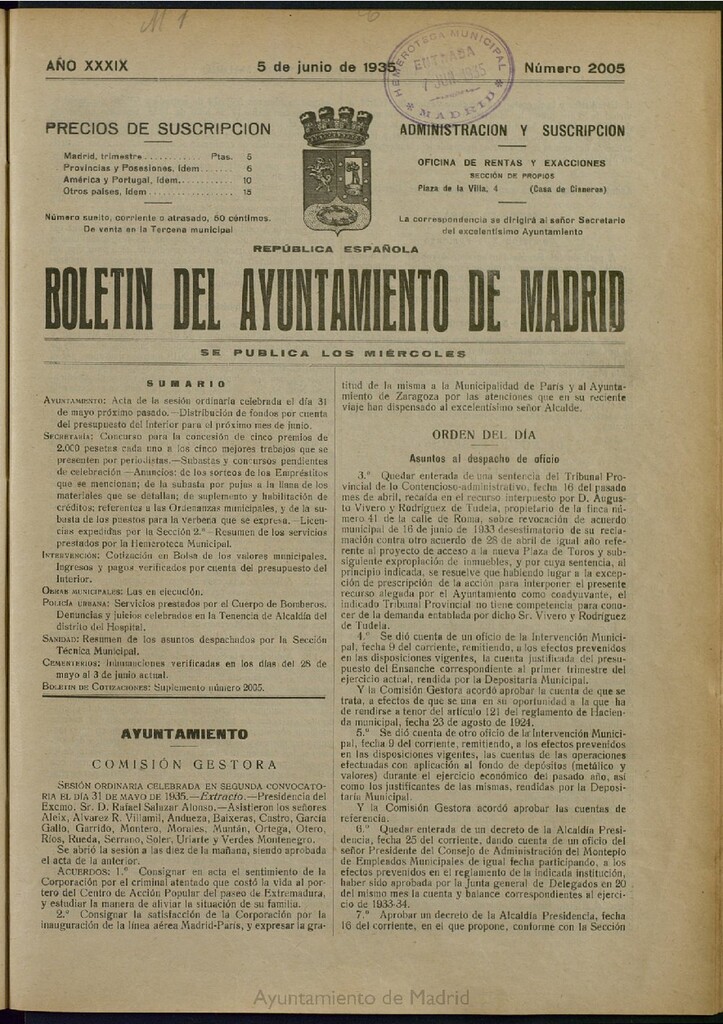 AÑO XXXIX
5 de junio de 1935
Número 2005
HEMEROTECA MUNICIPAL
ENTRADA
7 JUN 1935
* MADRID *
PRECIOS DE SUSCRIPCION
Madrid, trimestre........... Ptas. 5
Provincias y Posesiones, ídem...... 6
América y Portugal, ídem........... 10
Otros países, ídem................. 15
Número suelto, corriente o atrasado, 50 céntimos.
De venta en la Tercena municipal
ADMINISTRACION Y SUSCRIPCION
OFICINA DE RENTAS Y EXACCIONES
SECCIÓN DE PROPIOS
Plaza de la Villa, 4 (Casa de Cisneros)
La correspondencia se dirigirá al señor Secretario
del excelentísimo Ayuntamiento
REPÚBLICA ESPAÑOLA
BOLETIN DEL AYUNTAMIENTO DE MADRID
SE PUBLICA LOS MIÉRCOLES
SUMARIO
AYUNTAMIENTO: Acta de la sesión ordinaria celebrada el día 31
de mayo próximo pasado.—Distribución de fondos por cuenta
del presupuesto del Interior para el próximo mes de junio.
SECRETARÍA: Concurso para la concesión de cinco premios de
2.000 pesetas cada uno a los cinco mejores trabajos que se
presenten por periodistas.—Subastas y concursos pendientes
de celebración—Anuncios: de los sorteos de los Empréstitos
que se mencionan; de la subasta por pujas a la llana de los
materiales que se detallan; de suplemento y habilitación de
créditos; referentes a las Ordenanzas municipales, y de la su-
basta de los puestos para la verbena que se expresa.—Licen-
cias expedidas por la Sección 2.ª—Resumen de los servicios
prestados por la Hemeroteca Municipal.
INTERVENCIÓN: Cotización en Bolsa de los valores municipales.
Ingresos y pagos verificados por cuenta del presupuesto del
Interior.
OBRAS MUNICIPALES: Las en ejecución.
POLICÍA URBANA: Servicios prestados por el Cuerpo de Bomberos.
Denuncias y juicios celebrados en la Tenencia de Alcaldía del
distrito del Hospital.
SANIDAD: Resumen de los asuntos despachados por la Sección
Técnica Municipal.
CEMENTERIOS: Inhumaciones verificadas en los días del 28 de
mayo al 3 de junio actual.
BOLETÍN DE COTIZACIONES: Suplemento número 2005.
AYUNTAMIENTO
COMISIÓN GESTORA
SESIÓN ORDINARIA CELEBRADA EN SEGUNDA CONVOCATO-
RIA EL DÍA 31 DE MAYO DE 1935.—Extracto.—Presidencia del
Excmo. Sr. D. Rafael Salazar Alonso.—Asistieron los señores
Aleix, Alvarez R. Villamil, Andueza, Baixeras, Castro, García
Gallo, Garrido, Montero, Morales, Muntán, Ortega, Otero,
Ríos, Rueda, Serrano, Soler, Uriarte y Verdes Montenegro.
Se abrió la sesión a las diez de la mañana, siendo aprobada
el acta de la anterior.
ACUERDOS: 1.º Consignar en acta el sentimiento de la
Corporación por el criminal atentado que costó la vida al por-
tero del Centro de Acción Popular del paseo de Extremadura,
y estudiar la manera de aliviar la situación de su familia.
2.º Consignar la satisfacción de la Corporación por la
inauguración de la línea aérea Madrid-París, y expresar la gra-
titud de la misma a la Municipalidad de París y al Ayunta-
miento de Zaragoza por las atenciones que en su reciente
viaje han dispensado al excelentísimo señor Alcalde.
ORDEN DEL DÍA
Asuntos al despacho de oficio
3.º Quedar enterada de una sentencia del Tribunal Pro-
vincial de lo Contencioso-administrativo, fecha 16 del pasado
mes de abril, recaída en el recurso interpuesto por D. Augus-
to Vivero y Rodríguez de Tudela, propietario de la finca nú-
mero 41 de la calle de Roma, sobre revocación de acuerdo
municipal de 16 de junio de 1933 desestimatorio de su recla-
mación contra otro acuerdo de 28 de abril de igual año referente
al proyecto de acceso a la nueva Plaza de Toros y sub-
siguiente expropiación de inmuebles, y por cuya sentencia, al
principio indicada, se resuelve que habiendo lugar a la excep-
ción de prescripción de la acción para interponer el presente
recurso alegada por el Ayuntamiento como coadyuvante, el
indicado Tribunal Provincial no tiene competencia para cono-
cer de la demanda entablada por dicho Sr. Vivero y Rodríguez
de Tudela.
4.º Se dió cuenta de un oficio de la Intervención Munici-
pal, fecha 9 del corriente, remitiendo, a los efectos prevenidos
en las disposiciones vigentes, la cuenta justificada del presu-
puesto del Ensanche correspondiente al primer trimestre del
ejercicio actual, rendida por la Depositaría Municipal.
Y la Comisión Gestora acordó aprobar la cuenta de que se
trata, a efectos de que se una en su oportunidad a la que ha
de rendirse a tenor del artículo 121 del reglamento de Hacien-
da municipal, fecha 23 de agosto de 1924.
5.º Se dió cuenta de otro oficio de la Intervención Munici-
pal, fecha 9 del corriente, remitiendo, a los efectos prevenidos
en las disposiciones vigentes, las cuentas de las operaciones
efectuadas con aplicación al fondo de depósitos (metálico y
valores) durante el ejercicio económico del pasado año, así
como los justificantes de las mismas, rendidas por la Deposi-
taría Municipal.
Y la Comisión Gestora acordó aprobar las cuentas de
referencia.
6.º Quedar enterada de un decreto de la Alcaldía Presi-
dencia, fecha 25 del corriente, dando cuenta de un oficio del
señor Presidente del Consejo de Administración del Montepío
de Empleados Municipales de igual fecha participando, a los
efectos prevenidos en el reglamento de la indicada institución,
haber sido aprobada por la Junta general de Delegados en 20
del mismo mes la cuenta y balance correspondientes al ejerci-
cio de 1933-34.
7.º Aprobar un decreto de la Alcaldía Presidencia, fecha
16 del corriente, en el que propone, conforme con la Sección
Ayuntamiento de Madrid